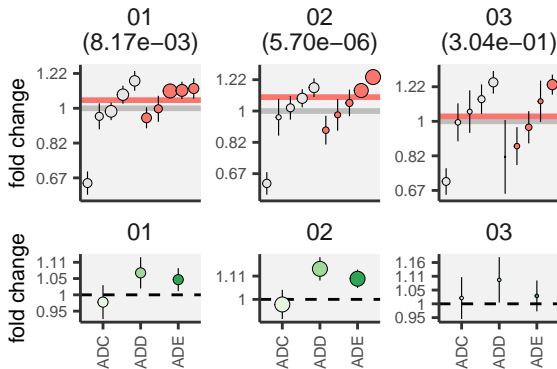 01 02 03
(8.17e−03) (5.70e−06) (3.04e−01)
fold change
1.22 1.22 1.22
1 1 1
0.82 0.82 0.82
0.67 0.67 0.67
01 02 03
fold change
1.11 1.11 1.16
1.05 1 1.11
1 1.05
0.95 1
0.95
ADC ADD ADE ADC ADD ADE ADC ADD ADE